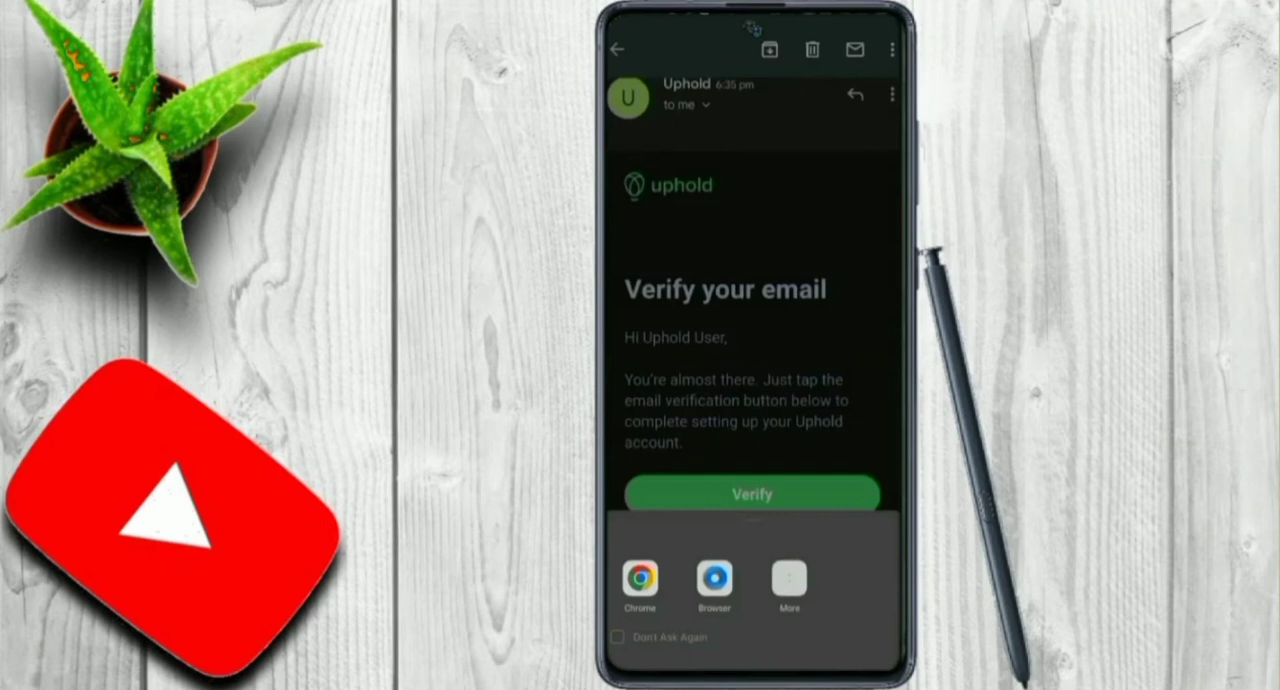 Uphold 6:35 pm
to me
U
uphold
Verify your email
Hi Uphold User,
You're almost there. Just tap the
email verification button below to
complete setting up your Uphold
account.
Verify
Chrome
Browser
More
Don't Ask Again